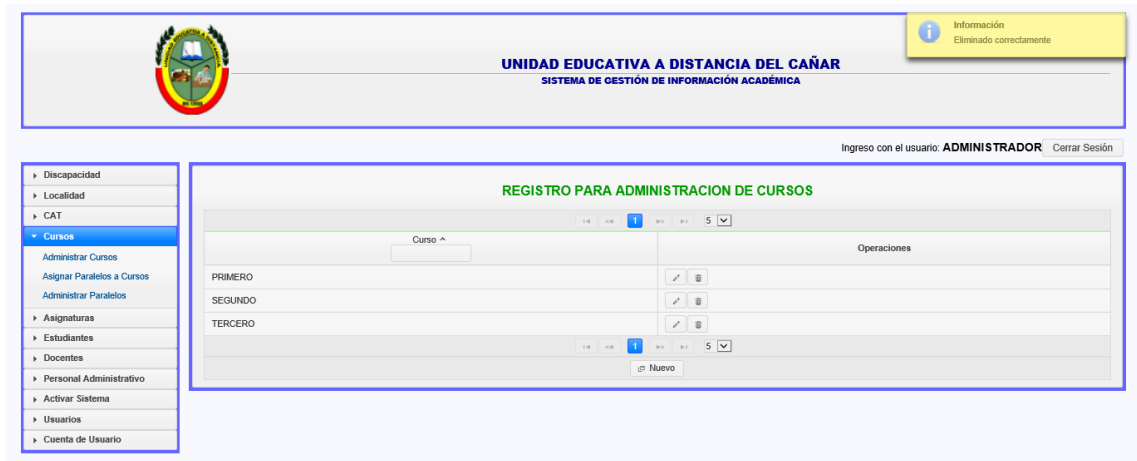 Información
Eliminado correctamente
UNIDAD EDUCATIVA A DISTANCIA DEL CAÑAR
SISTEMA DE GESTIÓN DE INFORMACIÓN ACADÉMICA
Ingreso con el usuario: ADMINISTRADOR Cerrar Sesión
Discapacidad
Localidad
CAT
Cursos
Administrar Cursos
Asignar Paralelos a Cursos
Administrar Paralelos
Asignaturas
Estudiantes
Docentes
Personal Administrativo
Activar Sistema
Usuarios
Cuenta de Usuario
REGISTRO PARA ADMINISTRACION DE CURSOS
1 5
Curso Operaciones
PRIMERO
SEGUNDO
TERCERO
1 5
Nuevo